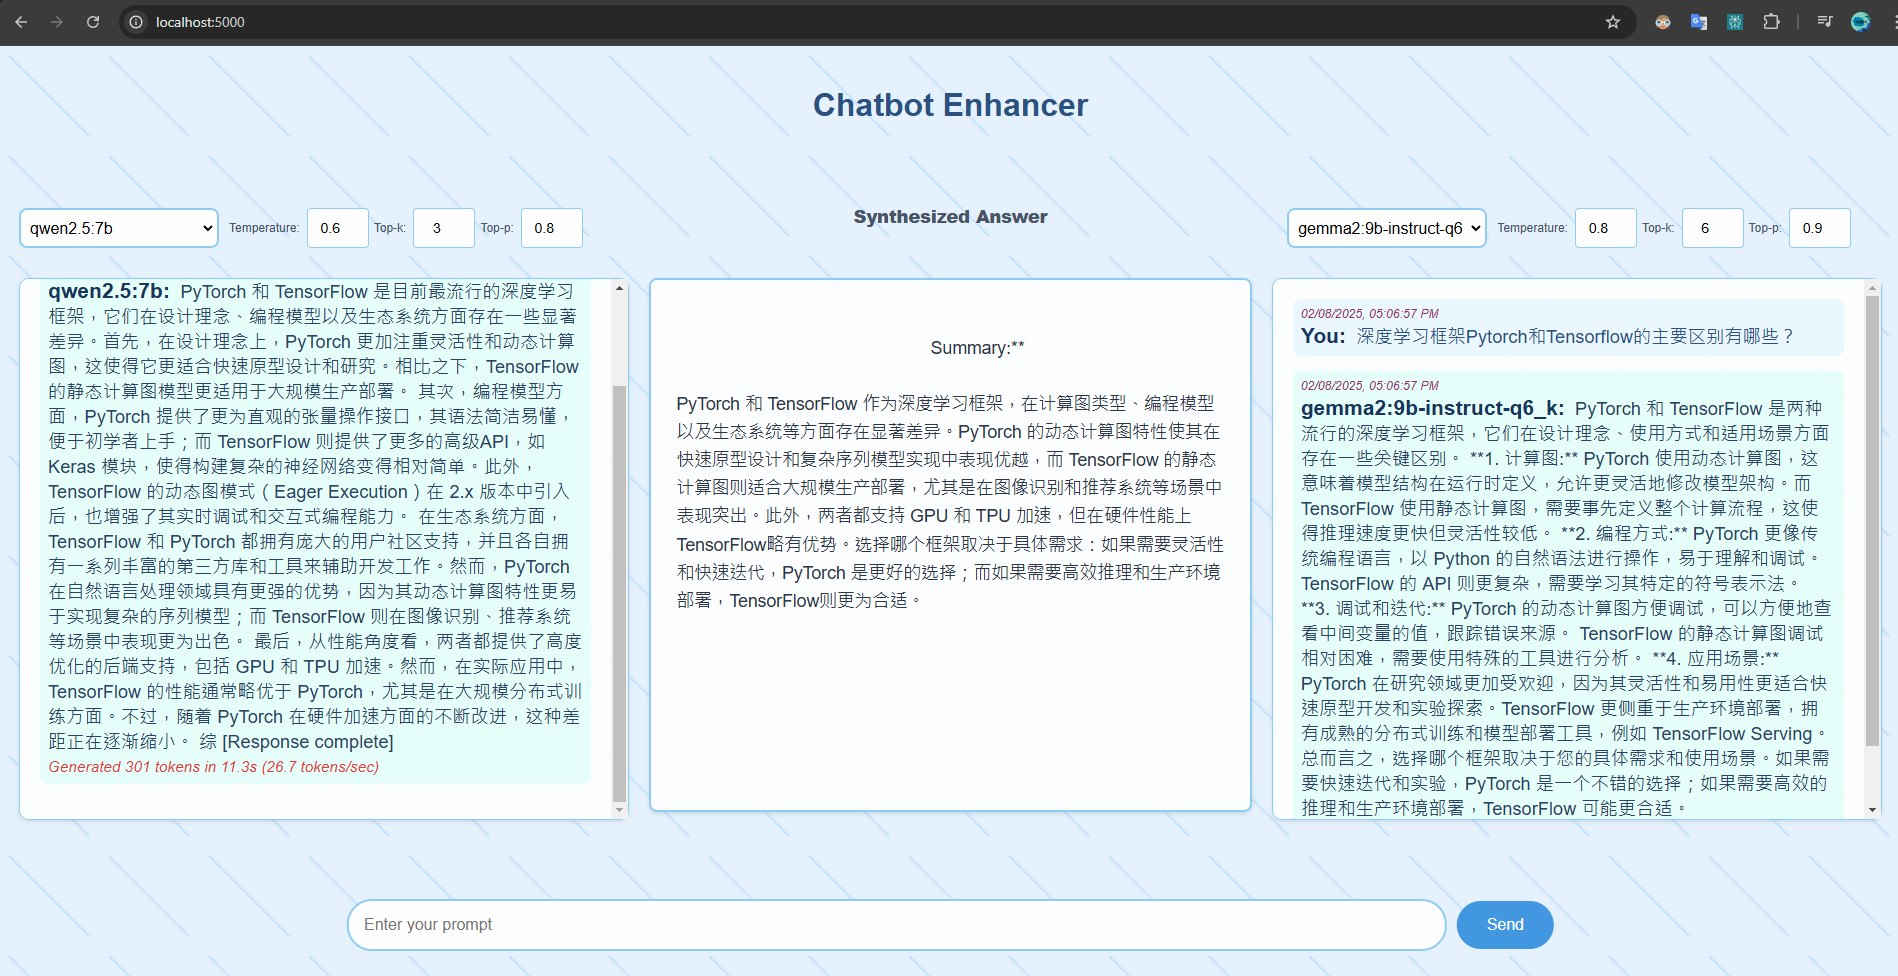 localhost:5000
Chatbot Enhancer
qwen2.5:7b Temperature: 0.6 Top-k: 3 Top-p: 0.8
Synthesized Answer
gemma2:9b-instruct-q6 Temperature: 0.8 Top-k: 6 Top-p: 0.9
qwen2.5:7b: PyTorch 和 TensorFlow 是目前最流行的深度学习
框架，它们在设计理念、编程模型以及生态系统方面存在一些显著
差异。首先，在设计理念上，PyTorch 更加注重灵活性和动态计算
图，这使得它更适合快速原型设计和研究。相比之下，TensorFlow
的静态计算图模型更适用于大规模生产部署。 其次，编程模型方
面，PyTorch 提供了更为直观的张量操作接口，其语法简洁易懂，
便于初学者上手；而 TensorFlow 则提供了更多的高级API，如
Keras 模块，使得构建复杂的神经网络变得相对简单。此外，
TensorFlow 的动态图模式（Eager Execution）在 2.x 版本中引入
后，也增强了其实时调试和交互式编程能力。 在生态系统方面，
TensorFlow 和 PyTorch 都拥有庞大的用户社区支持，并且各自拥
有一系列丰富的第三方库和工具来辅助开发工作。然而，PyTorch
在自然语言处理领域具有更强的优势，因为其动态计算图特性更易
于实现复杂的序列模型；而 TensorFlow 则在图像识别、推荐系统
等场景中表现更为出色。 最后，从性能角度看，两者都提供了高度
优化的后端支持，包括 GPU 和 TPU 加速。然而，在实际应用中，
TensorFlow 的性能通常略优于 PyTorch，尤其是在大规模分布式训
练方面。不过，随着 PyTorch 在硬件加速方面的不断改进，这种差
距正在逐渐缩小。 综 [Response complete]
Generated 301 tokens in 11.3s (26.7 tokens/sec)
Summary:**
PyTorch 和 TensorFlow 作为深度学习框架，在计算图类型、编程模型
以及生态系统等方面存在显著差异。PyTorch 的动态计算图特性使其在
快速原型设计和复杂序列模型实现中表现优越，而 TensorFlow 的静态
计算图则适合大规模生产部署，尤其是在图像识别和推荐系统等场景中
表现突出。此外，两者都支持 GPU 和 TPU 加速，但在硬件性能上
TensorFlow略有优势。选择哪个框架取决于具体需求：如果需要灵活性
和快速迭代，PyTorch 是更好的选择；而如果需要高效推理和生产环境
部署，TensorFlow则更为合适。
02/08/2025, 05:06:57 PM
You: 深度学习框架Pytorch和Tensorflow的主要区别有哪些？
02/08/2025, 05:06:57 PM
gemma2:9b-instruct-q6_k: PyTorch 和 TensorFlow 是两种
流行的深度学习框架，它们在设计理念、使用方式和适用场景方面
存在一些关键区别。 **1. 计算图:** PyTorch 使用动态计算图，这
意味着模型结构在运行时定义，允许更灵活地修改模型架构。而
TensorFlow 使用静态计算图，需要事先定义整个计算流程，这使
得推理速度更快但灵活性较低。 **2. 编程方式:** PyTorch 更像传
统编程语言，以 Python 的自然语法进行操作，易于理解和调试。
TensorFlow 的 API 则更复杂，需要学习其特定的符号表示法。
**3. 调试和迭代:** PyTorch 的动态计算图方便调试，可以方便地查
看中间变量的值，跟踪错误来源。 TensorFlow 的静态计算图调试
相对困难，需要使用特殊的工具进行分析。 **4. 应用场景:**
PyTorch 在研究领域更加受欢迎，因为其灵活性和易用性更适合快
速原型开发和实验探索。TensorFlow 更侧重于生产环境部署，拥
有成熟的分布式训练和模型部署工具，例如 TensorFlow Serving。
总而言之，选择哪个框架取决于您的具体需求和使用场景。如果需
要快速迭代和实验，PyTorch 是一个不错的选择；如果需要高效的
推理和生产环境部署，TensorFlow 可能更合适。
Enter your prompt
Send